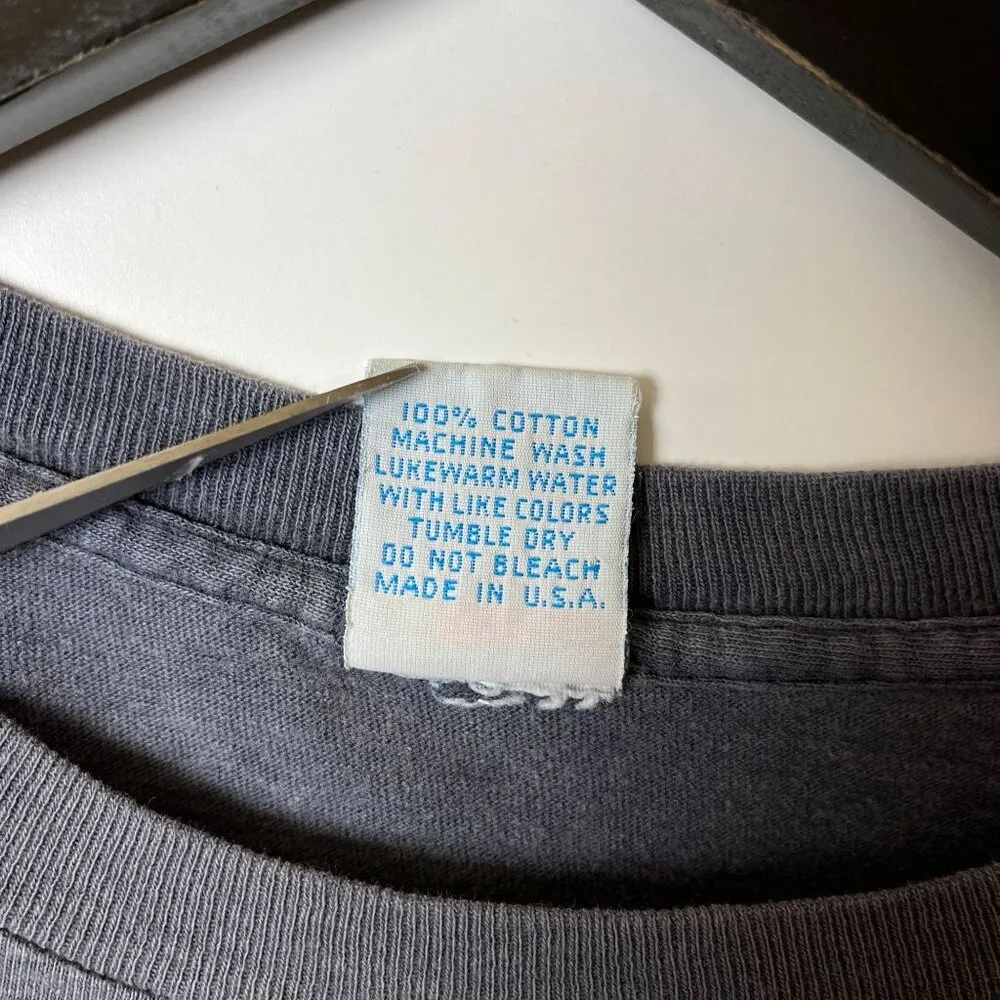 100% COTTON
MACHINE WASH
LUKEWARM WATER
WITH LIKE COLORS
TUMBLE DRY
DO NOT BLEACH
MADE IN U.S.A.